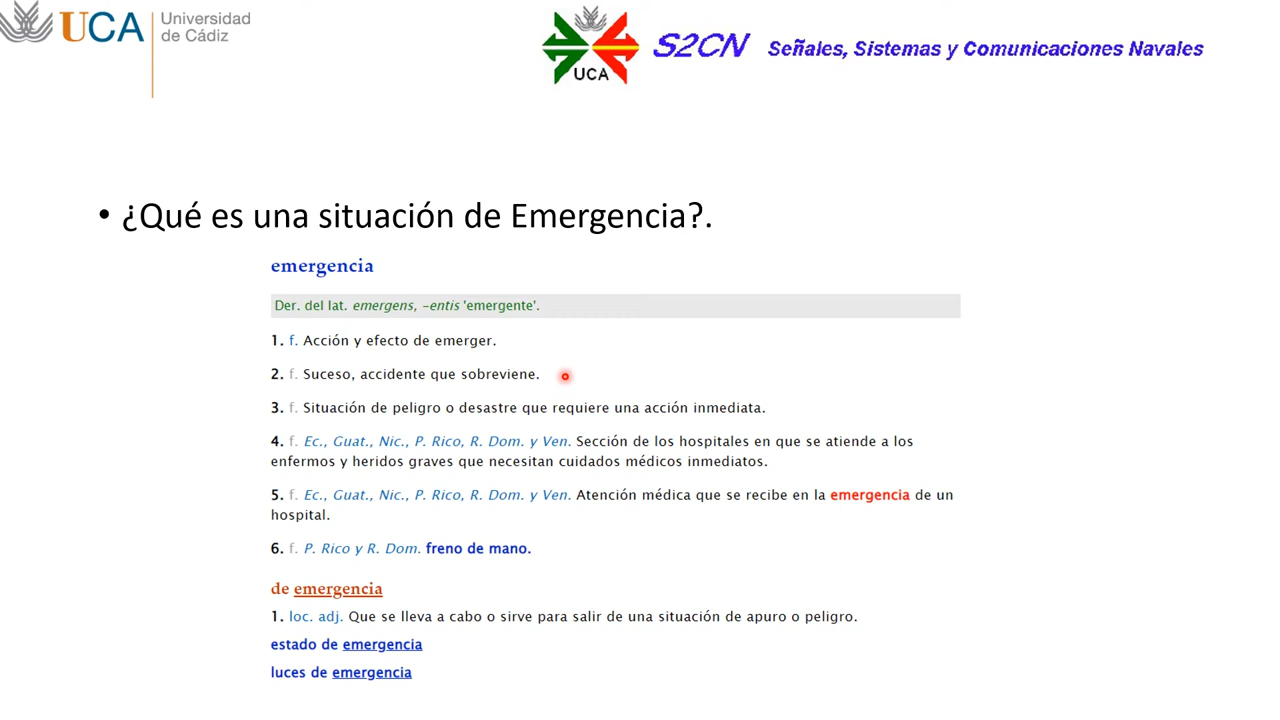 UCA Universidad
de Cádiz
UCA
S2CN Señales, Sistemas y Comunicaciones Navales
• ¿Qué es una situación de Emergencia?.
emergencia
Der. del lat. emergens, -entis 'emergente'.
1. f. Acción y efecto de emerger.
2. f. Suceso, accidente que sobreviene.
3. f. Situación de peligro o desastre que requiere una acción inmediata.
4. f. Ec., Guat., Nic., P. Rico, R. Dom. y Ven. Sección de los hospitales en que se atiende a los
enfermos y heridos graves que necesitan cuidados médicos inmediatos.
5. f. Ec., Guat., Nic., P. Rico, R. Dom. y Ven. Atención médica que se recibe en la emergencia de un
hospital.
6. f. P. Rico y R. Dom. freno de mano.
de emergencia
1. loc. adj. Que se lleva a cabo o sirve para salir de una situación de apuro o peligro.
estado de emergencia
luces de emergencia